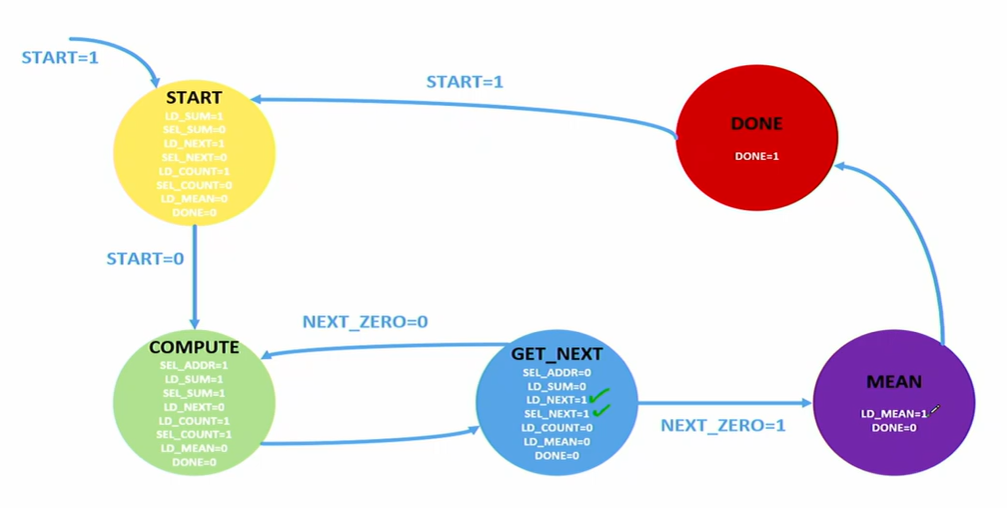 START=1
START
LD_SUM=1
SEL_SUM=0
LD_NEXT=1
SEL_NEXT=0
LD_COUNT=1
SEL_COUNT=0
LD_MEAN=0
DONE=0
START=1
DONE
DONE=1
START=0
NEXT_ZERO=0
COMPUTE
SEL_ADDR=1
LD_SUM=1
SEL_SUM=1
LD_NEXT=0
LD_COUNT=1
SEL_COUNT=1
LD_MEAN=0
DONE=0
GET_NEXT
SEL_ADDR=0
LD_SUM=0
LD_NEXT=1
SEL_NEXT=1
LD_COUNT=0
LD_MEAN=0
DONE=0
NEXT_ZERO=1
MEAN
LD_MEAN=1
DONE=0